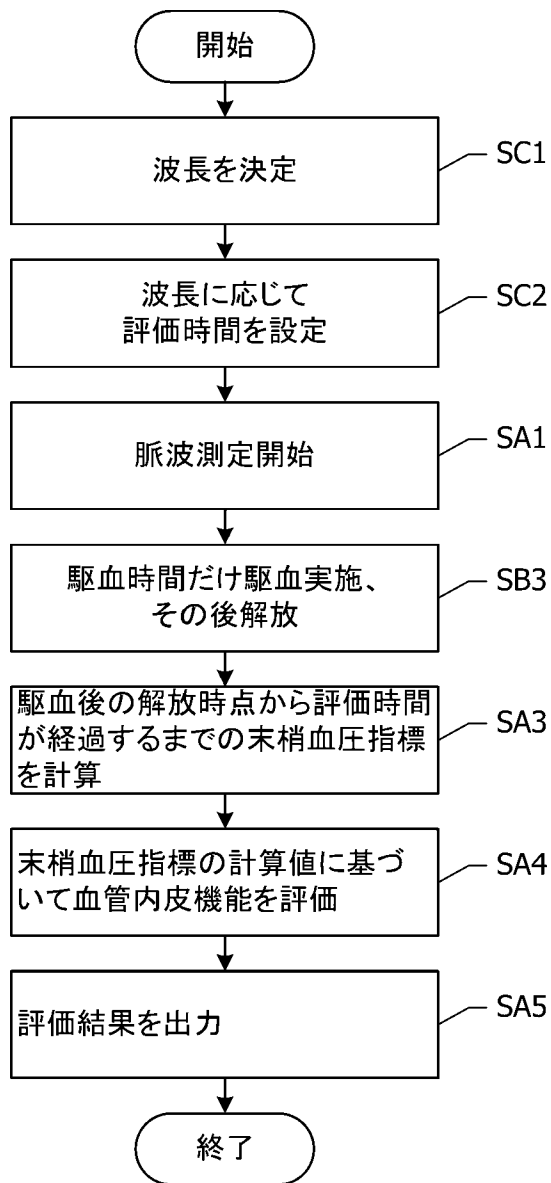 開始
波長を決定
SC1
波長に応じて
評価時間を設定
SC2
脈波測定開始
SA1
駆血時間だけ駆血実施、
その後解放
SB3
駆血後の解放時点から評価時間
が経過するまでの末梢血圧指標
を計算
SA3
末梢血圧指標の計算値に基づ
いて血管内皮機能を評価
SA4
評価結果を出力
SA5
終了